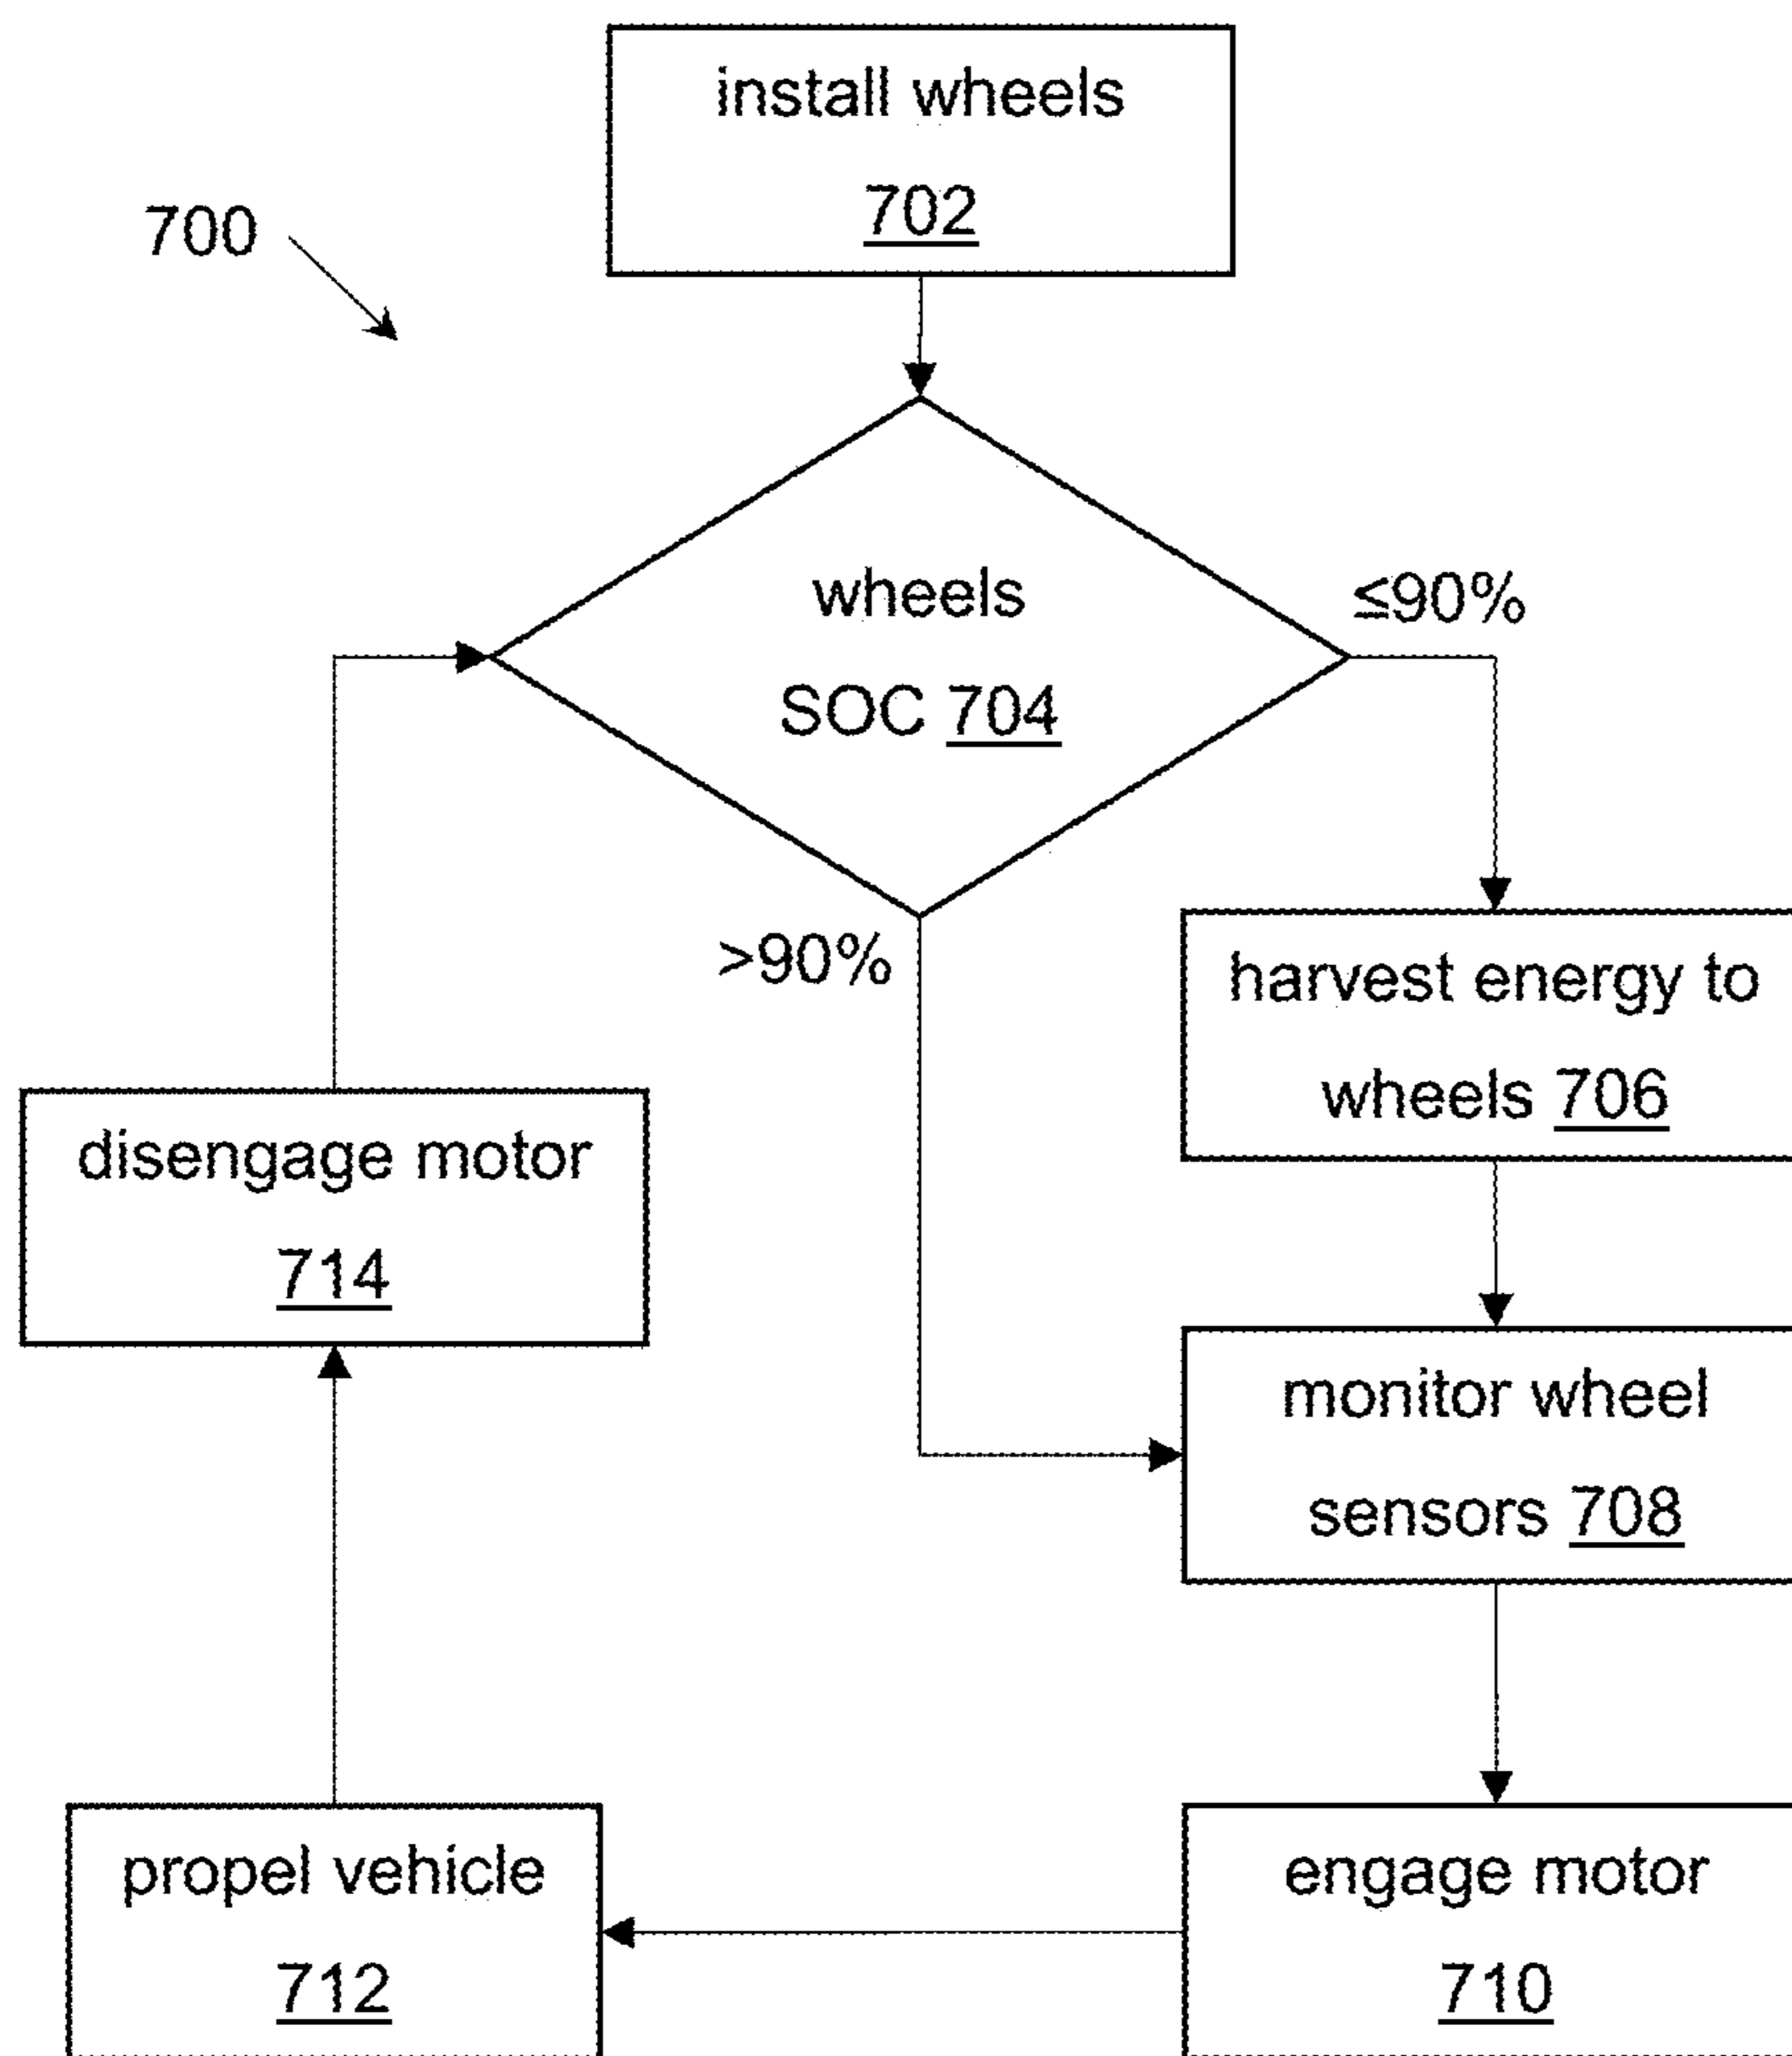 install wheels
702
700
wheels
SOC 704
≤90%
>90%
harvest energy to
wheels 706
disengage motor
714
monitor wheel
sensors 708
propel vehicle
712
engage motor
710